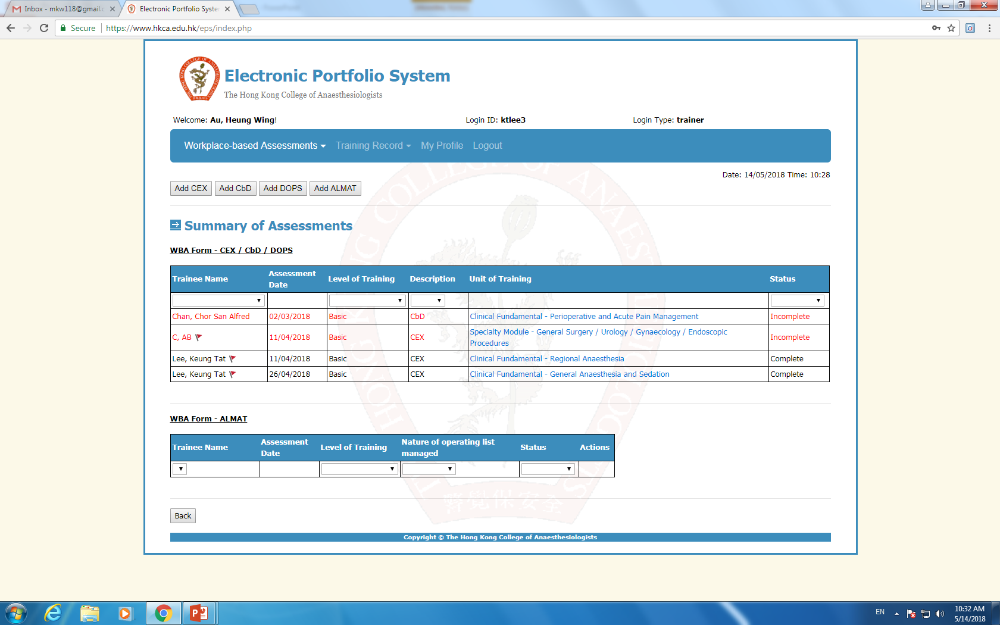 Inbox - mkw118@gmail.c
Electronic Portfolio Syste
Secure https://www.hkca.edu.hk/eps/index.php
Electronic Portfolio System
The Hong Kong College of Anaesthesiologists
Welcome: Au, Heung Wing! Login ID: ktlee3 Login Type: trainer
Workplace-based Assessments Training Record My Profile Logout
Date: 14/05/2018 Time: 10:28
Add CEX Add CbD Add DOPS Add ALMAT
Summary of Assessments
WBA Form - CEX / CbD / DOPS
Trainee Name Assessment Date Level of Training Description Unit of Training Status
Chan, Chor San Alfred 02/03/2018 Basic CbD Clinical Fundamental - Perioperative and Acute Pain Management Incomplete
C, AB 11/04/2018 Basic CEX Specialty Module - General Surgery / Urology / Gynaecology / Endoscopic Procedures Incomplete
Lee, Keung Tat 11/04/2018 Basic CEX Clinical Fundamental - Regional Anaesthesia Complete
Lee, Keung Tat 26/04/2018 Basic CEX Clinical Fundamental - General Anaesthesia and Sedation Complete
WBA Form - ALMAT
Trainee Name Assessment Date Level of Training Nature of operating list managed Status Actions
Back
Copyright © The Hong Kong College of Anaesthesiologists
EN
10:32 AM
5/14/2018